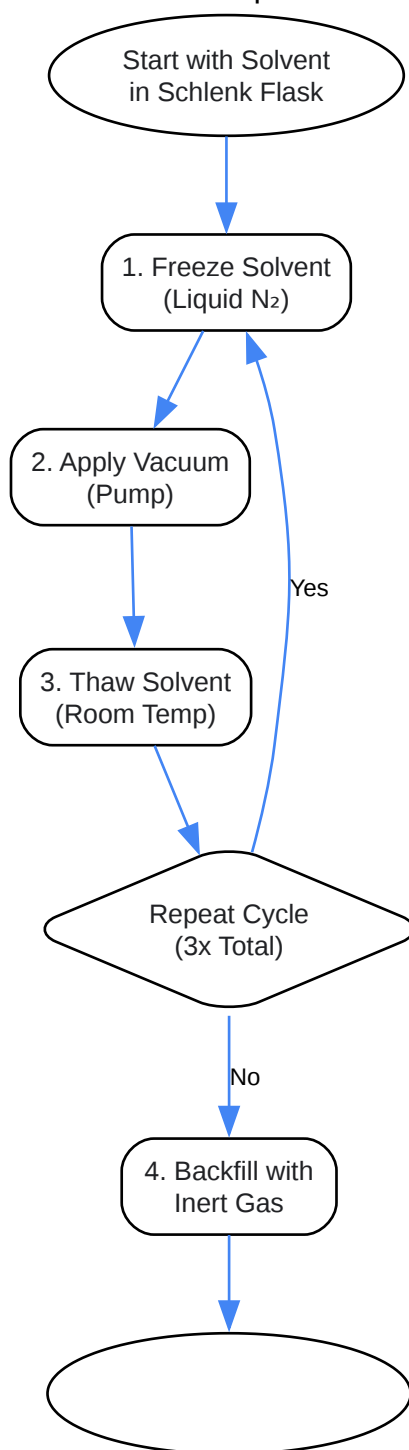 Start with Solvent
in Schlenk Flask
1. Freeze Solvent
(Liquid N₂)
2. Apply Vacuum
(Pump)
Yes
3. Thaw Solvent
(Room Temp)
Repeat Cycle
(3x Total)
No
4. Backfill with
Inert Gas